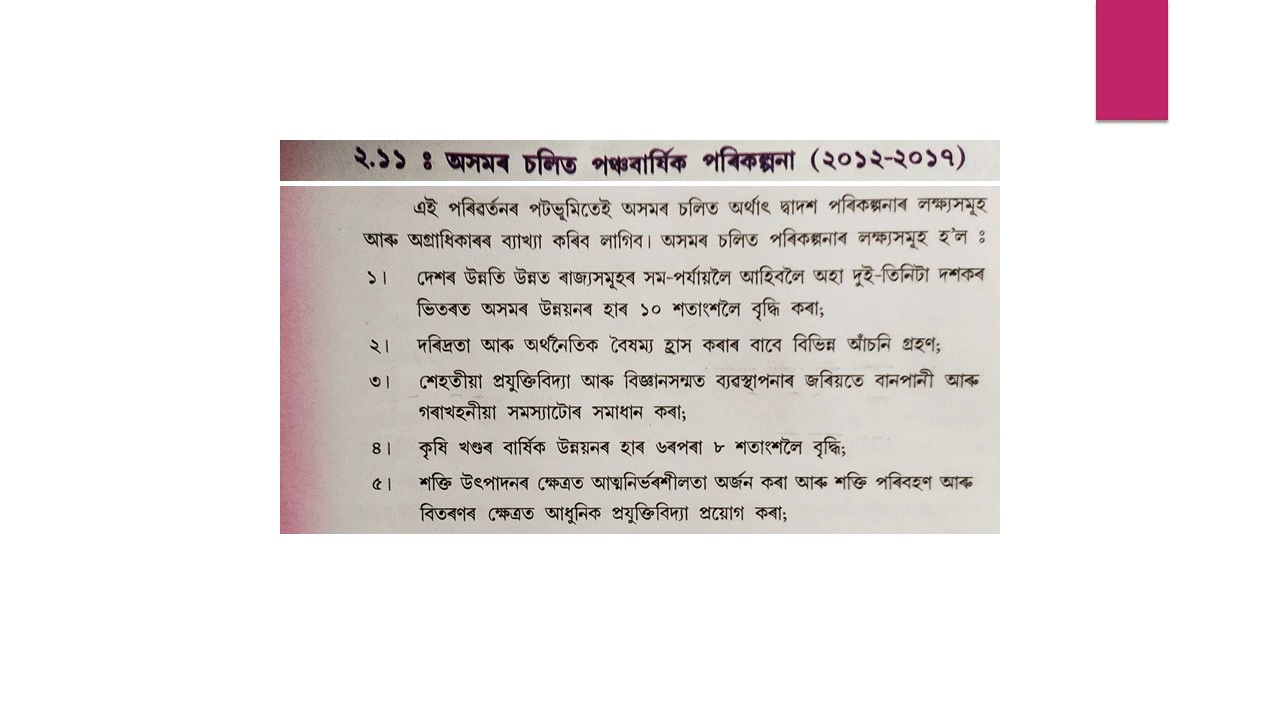 ২.১১ ঃ অসমৰ চলিত পঞ্চবাৰ্ষিক পৰিকল্পনা (২০১২-২০১৭)
এই পৰিৱৰ্তনৰ পটভূমিতেই অসমৰ চলিত অৰ্থাৎ দ্বাদশ পৰিকল্পনাৰ লক্ষ্যসমূহ
আৰু অগ্ৰাধিকাৰৰ ব্যাখ্যা কৰিব লাগিব। অসমৰ চলিত পৰিকল্পনাৰ লক্ষ্যসমূহ হ'ল ঃ
১। দেশৰ উন্নতি উন্নত ৰাজ্যসমূহৰ সম-পৰ্যায়লৈ আহিবলৈ অহা দুই-তিনিটা দশকৰ
ভিতৰত অসমৰ উন্নয়নৰ হাৰ ১০ শতাংশলৈ বৃদ্ধি কৰা;
২। দৰিদ্ৰতা আৰু অৰ্থনৈতিক বৈষম্য হ্ৰাস কৰাৰ বাবে বিভিন্ন আঁচনি গ্ৰহণ;
৩। শেহতীয়া প্ৰযুক্তিবিদ্যা আৰু বিজ্ঞানসন্মত ব্যৱস্থাপনাৰ জৰিয়তে বানপানী আৰু
গৰাখহনীয়া সমস্যাটোৰ সমাধান কৰা;
৪। কৃষি খণ্ডৰ বাৰ্ষিক উন্নয়নৰ হাৰ ৬ৰপৰা ৮ শতাংশলৈ বৃদ্ধি;
৫। শক্তি উৎপাদনৰ ক্ষেত্ৰত আত্মনিৰ্ভৰশীলতা অৰ্জন কৰা আৰু শক্তি পৰিবহণ আৰু
বিতৰণৰ ক্ষেত্ৰত আধুনিক প্ৰযুক্তিবিদ্যা প্ৰয়োগ কৰা;